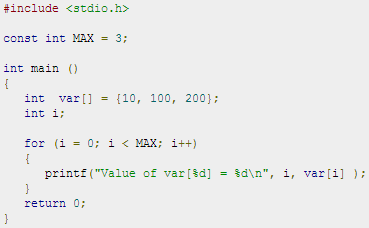 #include <stdio.h>
const int MAX = 3;
int main ()
{
   int  var[] = {10, 100, 200};
   int i;
   for (i = 0; i < MAX; i++)
   {
      printf("Value of var[%d] = %d\n", i, var[i] );
   }
   return 0;
}